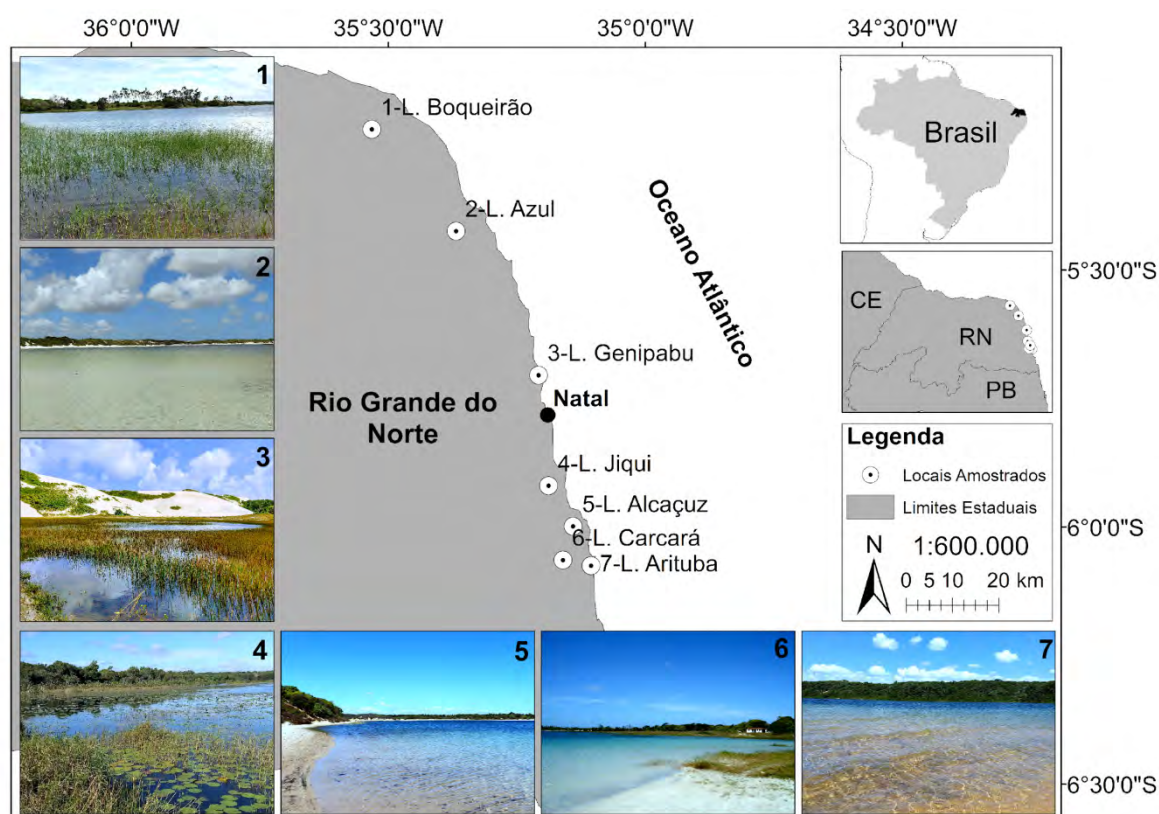 36°0'0"W
35°30'0"W
35°0'0"W
34°30'0"W
1
1-L. Boqueirão
2-L. Azul
Oceano Atlântico
Brasil
2
5°30'0"S
CE
RN
PB
3-L. Genipabu
Natal
Rio Grande do
Norte
3
4-L. Jiqui
5-L. Alcaçuz
6-L. Carcará
7-L. Arituba
Legenda
Locais Amostrados
Limites Estaduais
N
1:600.000
0 5 10 20 km
6°0'0"S
4
5
6
7
6°30'0"S